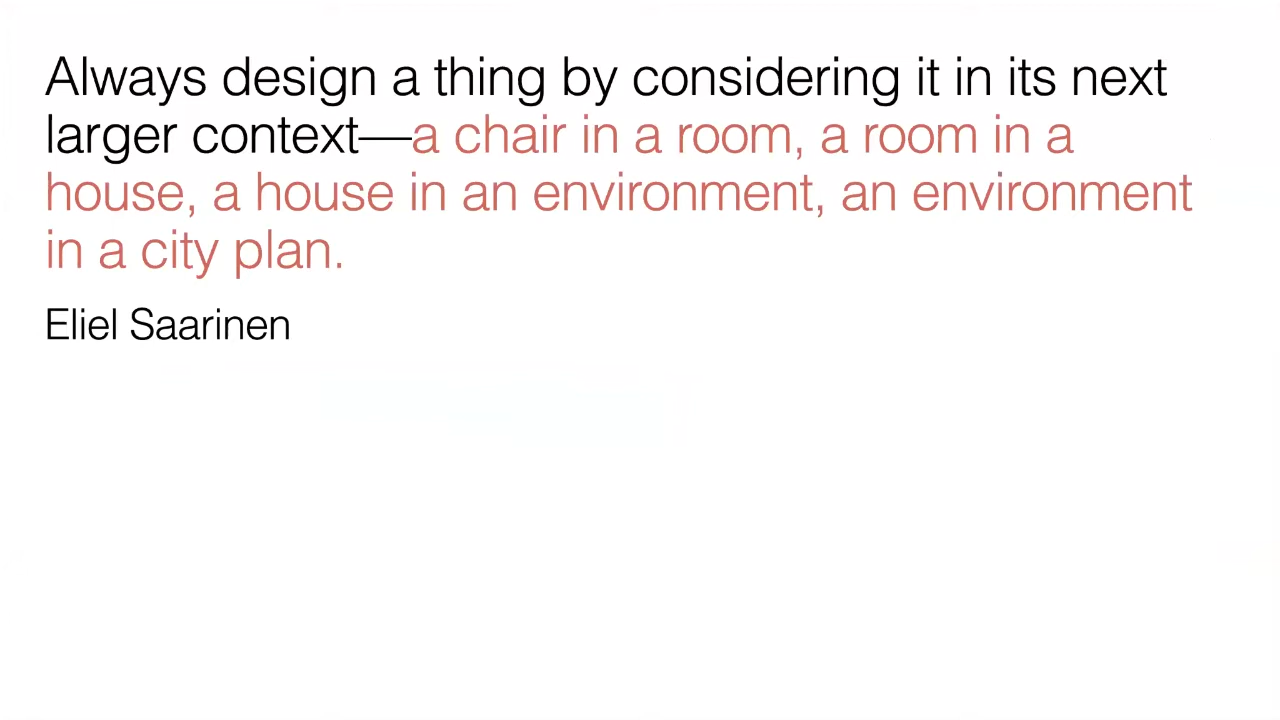 Always design a thing by considering it in its next
larger context—a chair in a room, a room in a
house, a house in an environment, an environment
in a city plan.
Eliel Saarinen